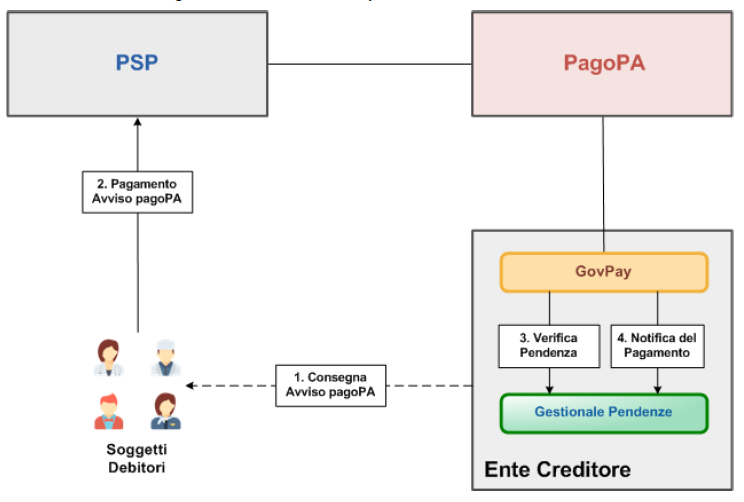 PSP
PagoPA
2. Pagamento
Avviso pagoPA
GovPay
3. Verifica
Pendenza
4. Notifica del
Pagamento
1. Consegna
Avviso pagoPA
Gestionale Pendenze
Soggetti
Debitori
Ente Creditore